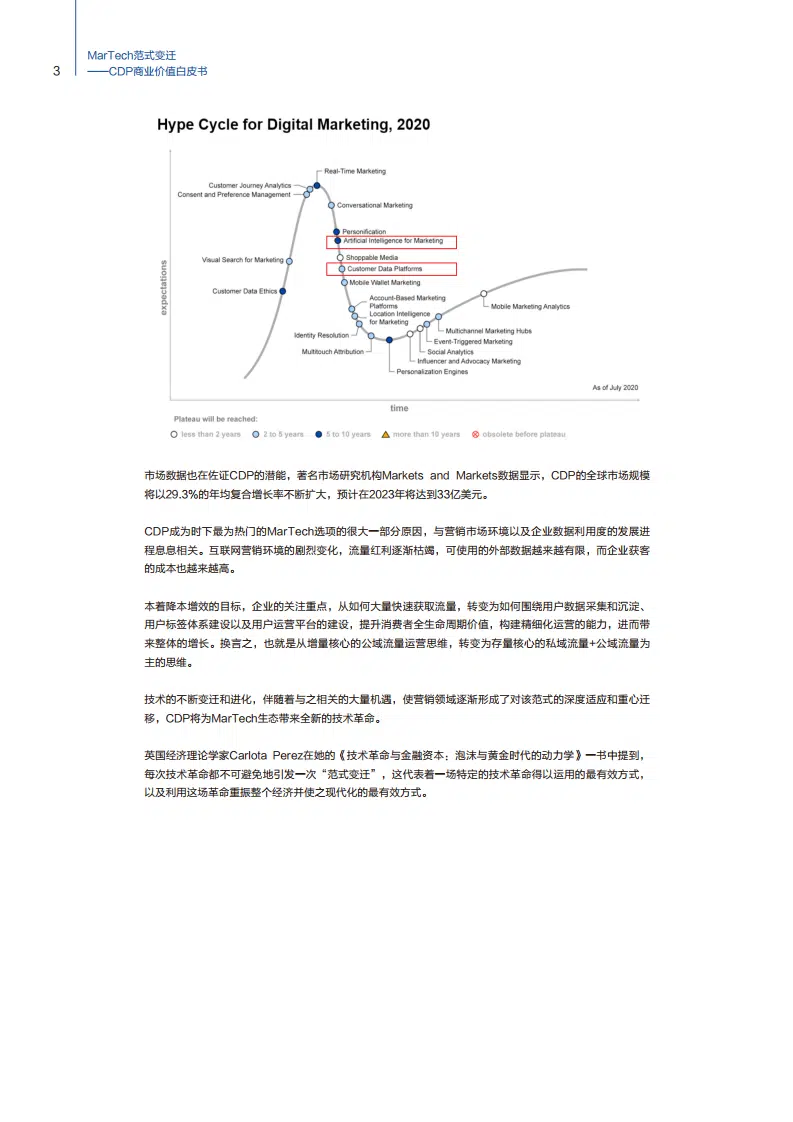 MarTech范式变迁
3
——CDP商业价值白皮书
Hype Cycle for Digital Marketing, 2020
Real-Time Marketing
Customer Journey Analytics
Consent and Preference Management
Conversational Marketing
Personification
Artificial Intelligence for Marketing
Shoppable Media
Visual Search for Marketing
Customer Data Platforms
Mobile Wallet Marketing
Customer Data Ethics
Account-Based Marketing
Platforms
Location Intelligence
for Marketing
Mobile Marketing Analytics
Identity Resolution
Multichannel Marketing Hubs
Event-Triggered Marketing
Multitouch Attribution
Social Analytics
Influencer and Advocacy Marketing
Personalization Engines
expectations
As of July 2020
time
Plateau will be reached:
less than 2 years
2 to 5 years
5 to 10 years
more than 10 years
obsolete before plateau
市场数据也在佐证CDP的潜能，著名市场研究机构Markets and Markets数据显示，CDP的全球市场规模
将以29.3%的年均复合增长率不断扩大，预计在2023年将达到33亿美元。
CDP成为时下最为热门的MarTech选项的很大一部分原因，与营销市场环境以及企业数据利用度的发展进
程息息相关。互联网营销环境的剧烈变化，流量红利逐渐枯竭，可使用的外部数据越来越有限，而企业获客
的成本也越来越高。
本着降本增效的目标，企业的关注重点，从如何大量快速获取流量，转变为如何围绕用户数据采集和沉淀、
用户标签体系建设以及用户运营平台的建设，提升消费者全生命周期价值，构建精细化运营的能力，进而带
来整体的增长。换言之，也就是从增量核心的公域流量运营思维，转变为存量核心的私域流量+公域流量为
主的思维。
技术的不断变迁和进化，伴随着与之相关的大量机遇，使营销领域逐渐形成了对该范式的深度适应和重心迁
移，CDP将为MarTech生态带来全新的技术革命。
英国经济理论学家Carlota Perez在她的《技术革命与金融资本：泡沫与黄金时代的动力学》一书中提到，
每次技术革命都不可避免地引发一次“范式变迁”，这代表着一场特定的技术革命得以运用的最有效方式，
以及利用这场革命重振整个经济并使之现代化的最有效方式。